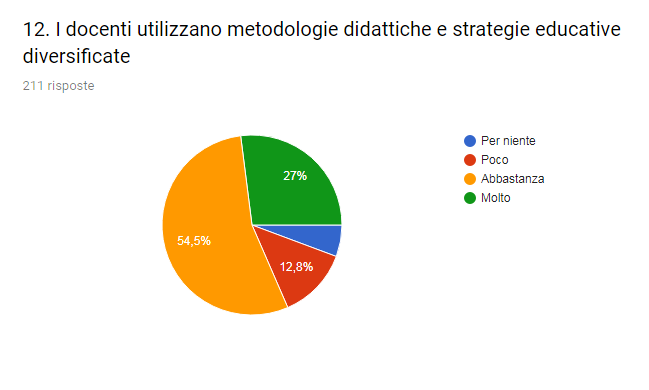 12. I docenti utilizzano metodologie didattiche e strategie educative
diversificate
211 risposte
27%
54,5%
12,8%
Per niente
Poco
Abbastanza
Molto